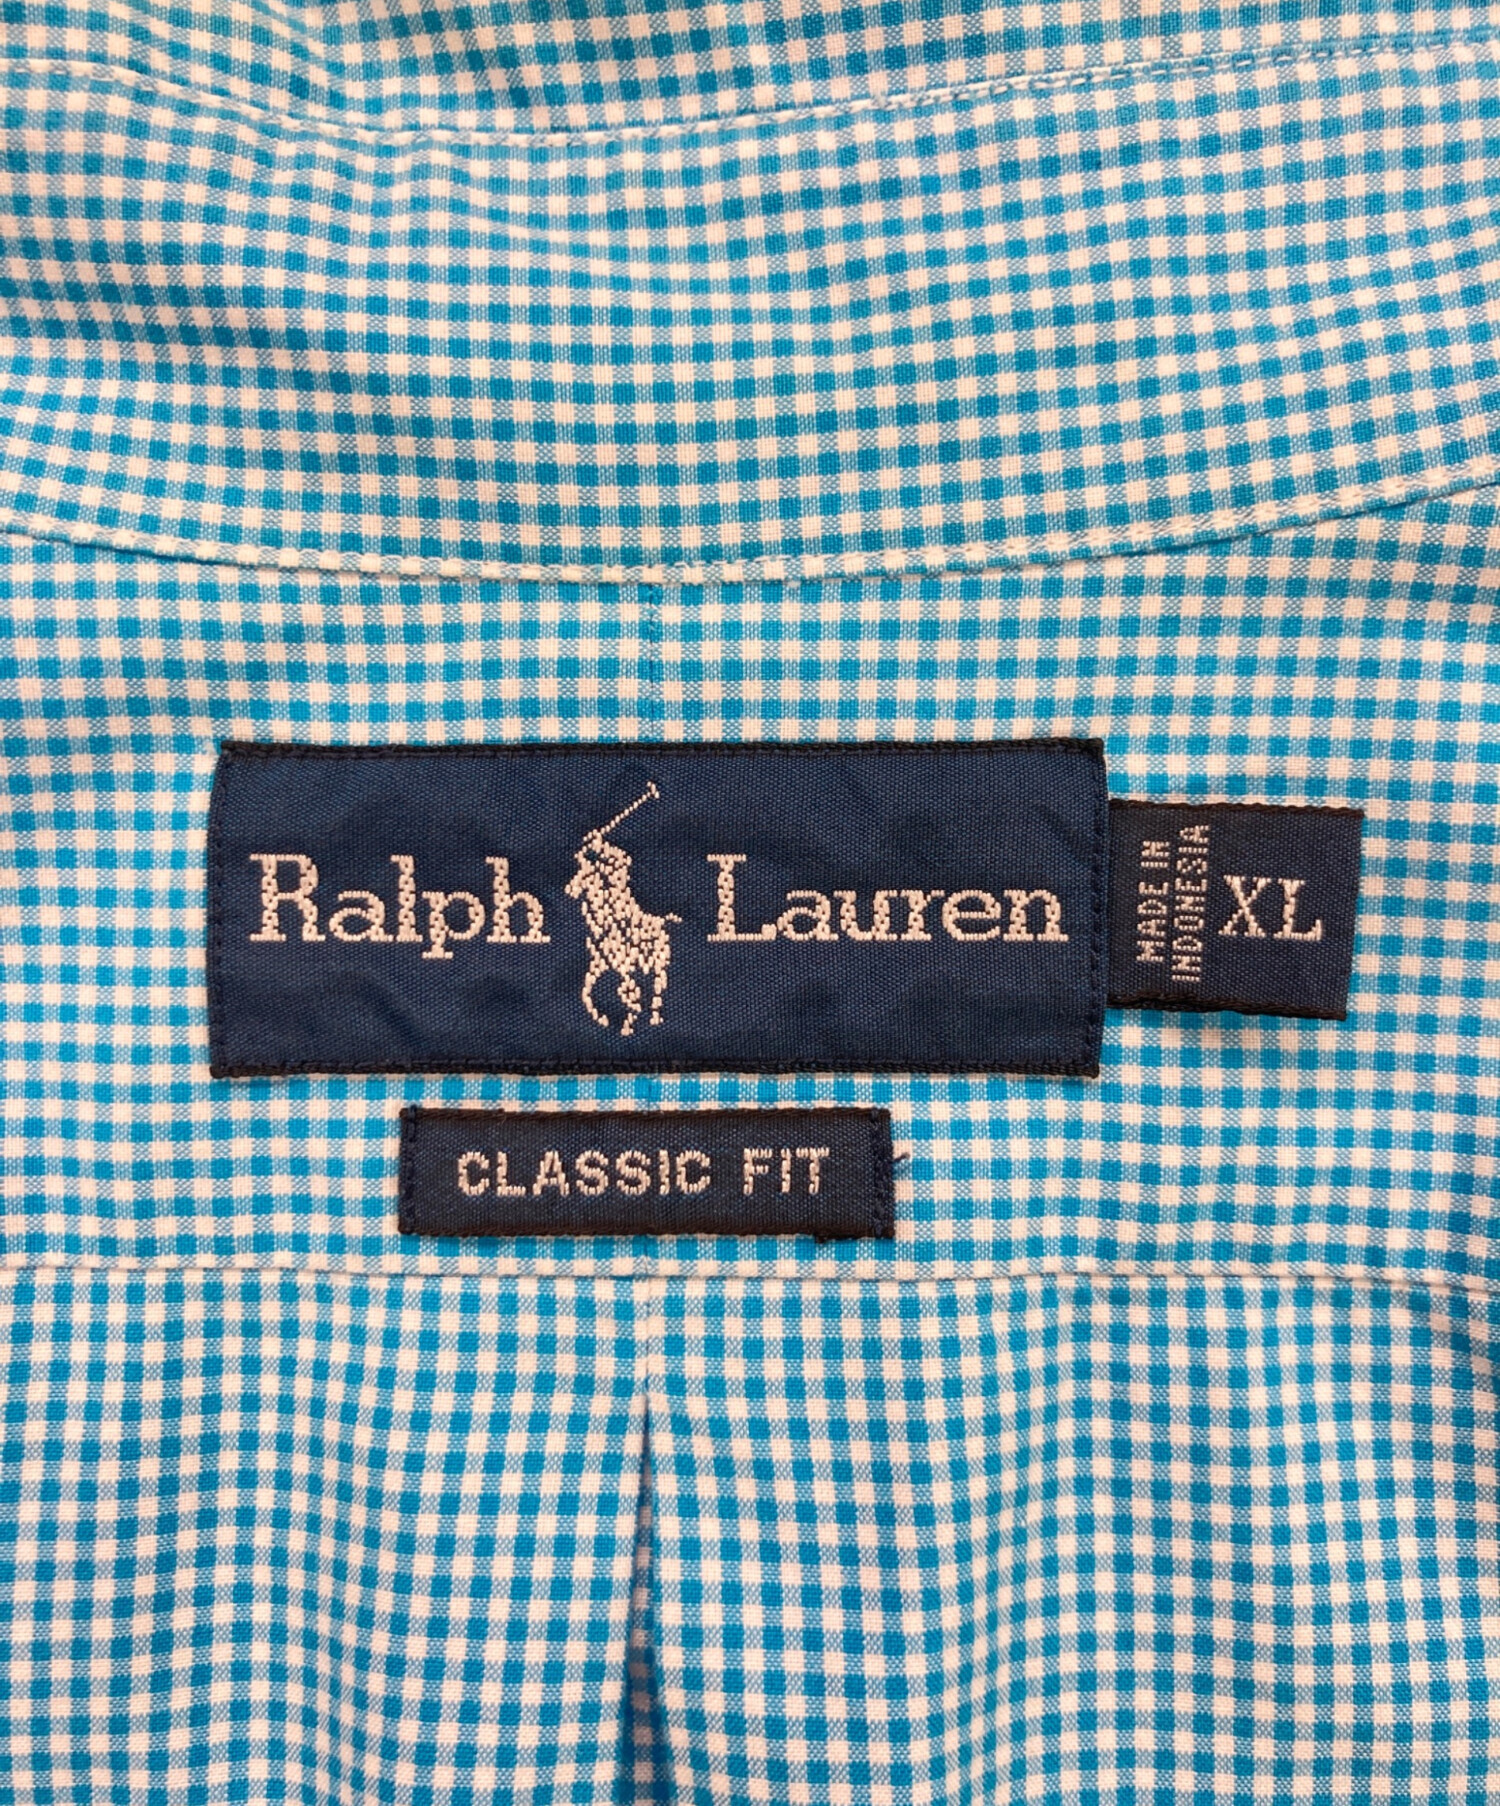 Ralph Lauren
MADE IN
INDONESIA
XL
CLASSIC FIT